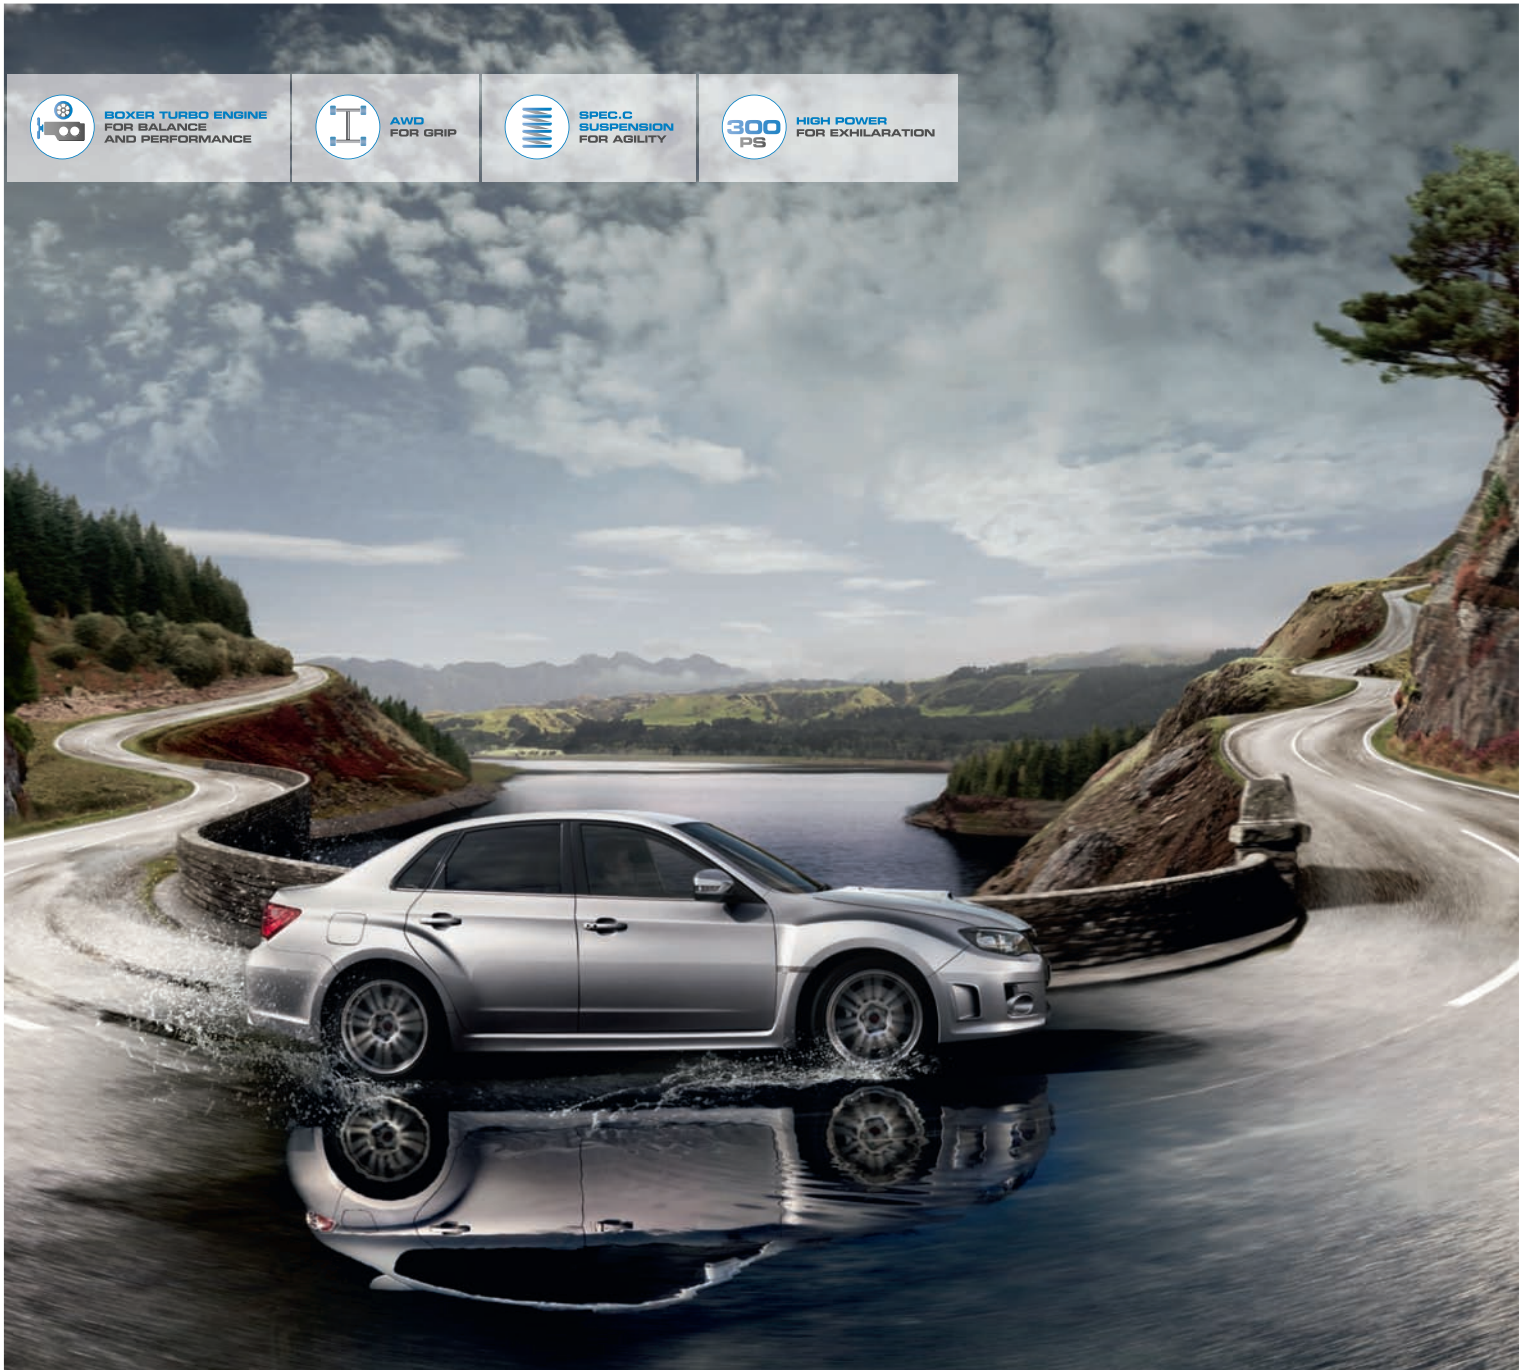 BOXER TURBO ENGINE
FOR BALANCE
AND PERFORMANCE
AWD
FOR GRIP
SPEC.C
SUSPENSION
FOR AGILITY
300
PS
HIGH POWER
FOR EXHILARATION